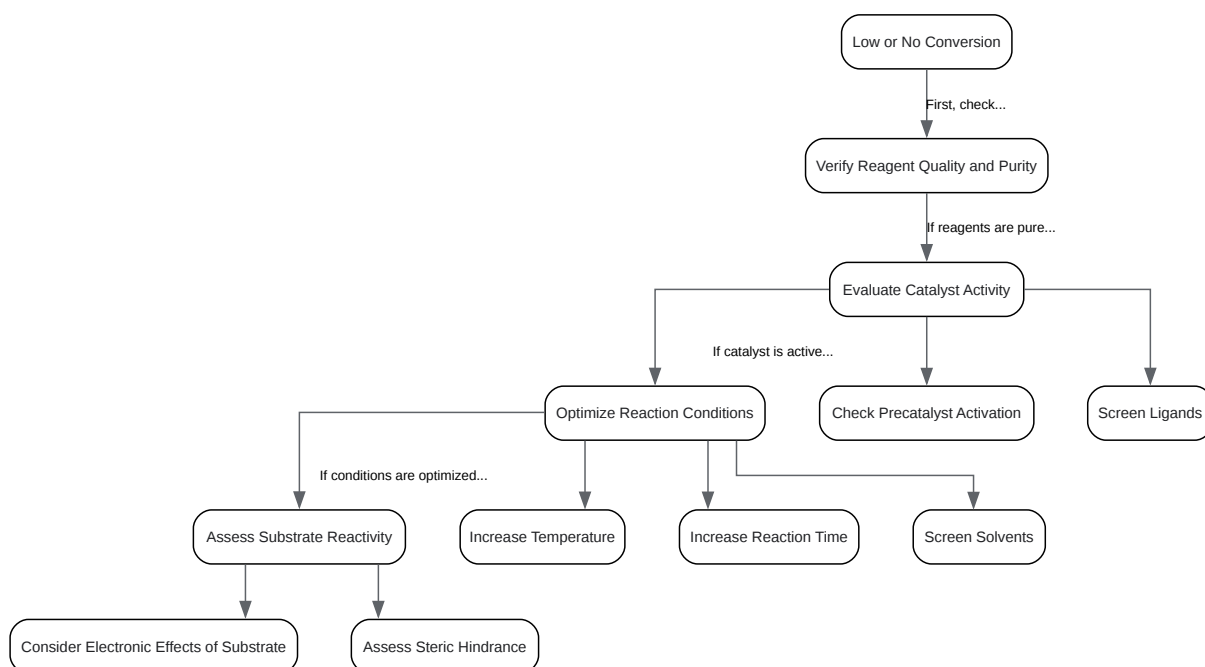 Low or No Conversion
First, check...
Verify Reagent Quality and Purity
If reagents are pure...
Evaluate Catalyst Activity
If catalyst is active...
Optimize Reaction Conditions
Check Precatalyst Activation
Screen Ligands
If conditions are optimized...
Assess Substrate Reactivity
Increase Temperature
Increase Reaction Time
Screen Solvents
Consider Electronic Effects of Substrate
Assess Steric Hindrance